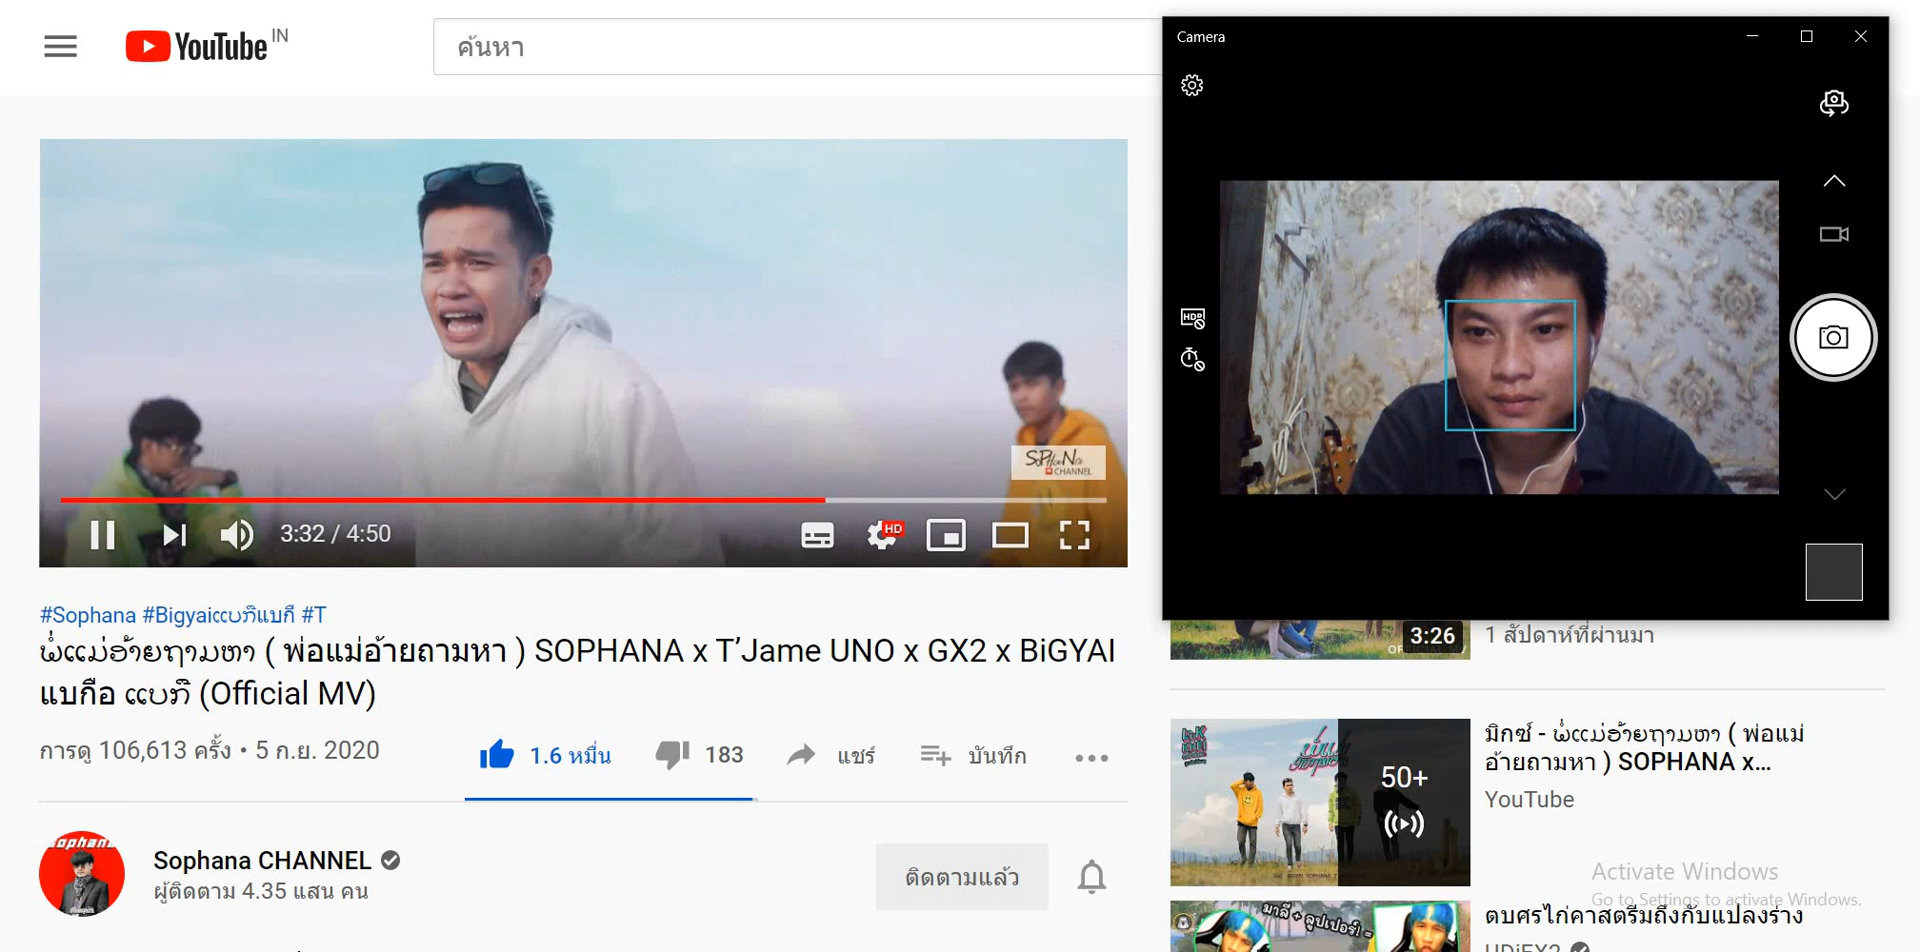 YouTube IN
ค้นหา
Camera
SOPHANA
CHANNEL
3:32 / 4:50
HD
#Sophana #Bigyaiແບກືແບກື #T
ພໍ່ແມ່ອ້າຍຖາມຫາ ( พ่อแม่อ้ายถามหา ) SOPHANA x T’Jame UNO x GX2 x BiGYAI
แบกือ ແບກື (Official MV)
การดู 106,613 ครั้ง • 5 ก.ย. 2020
1.6 หมื่น
183
แชร์
บันทึก
Sophana CHANNEL
ผู้ติดตาม 4.35 แสน คน
ติดตามแล้ว
3:26
1 สัปดาห์ที่ผ่านมา
50+
มิกซ์ - ພໍ່ແມ່ອ້າຍຖາມຫາ ( พ่อแม่
อ้ายถามหา ) SOPHANA x...
YouTube
Activate Windows
Go to Settings to activate Windows.
ตบศรไก่คาสตรีมถึงกับแปลงร่าง